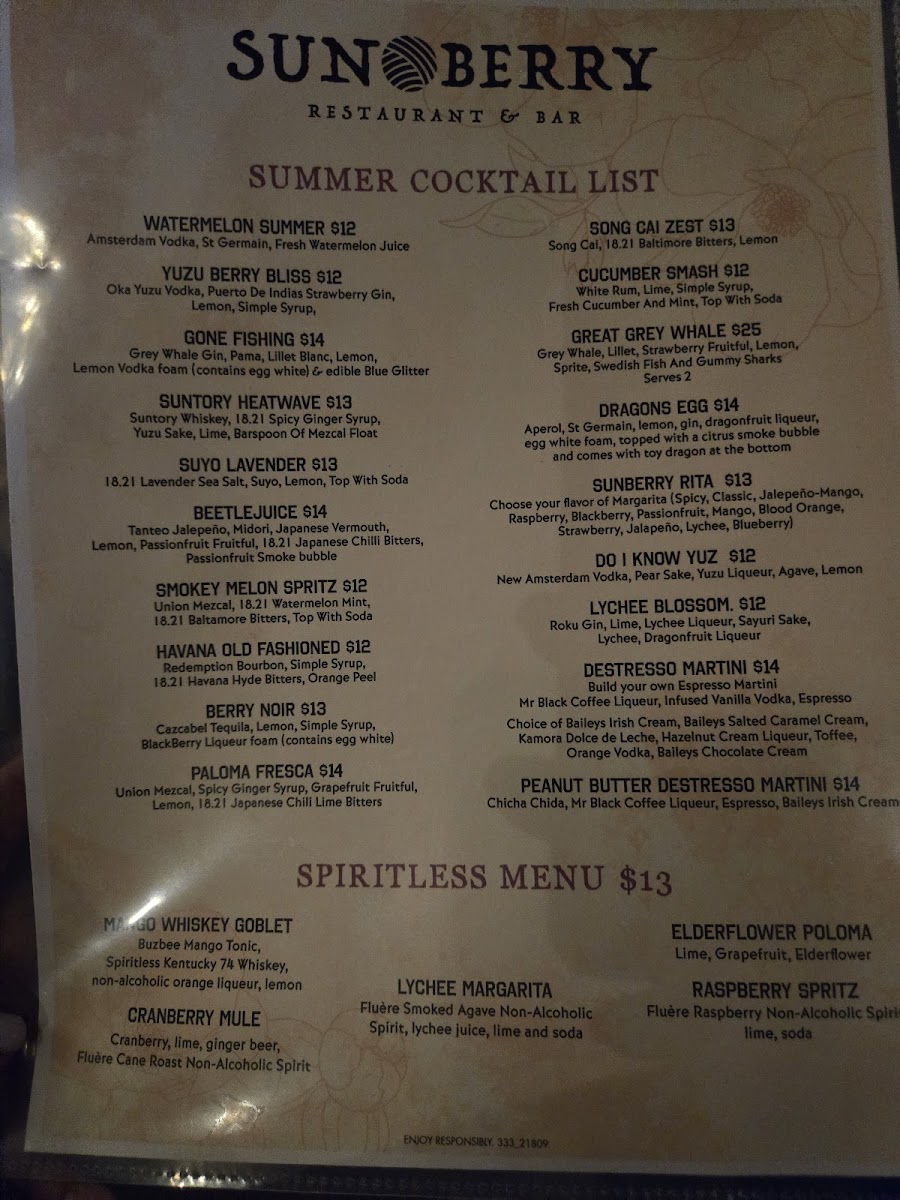 SUN BERRY
RESTAURANT & BAR
SUMMER COCKTAIL LIST
WATERMELON SUMMER $12
Amsterdam Vodka, St Germain, Fresh Watermelon Juice
YUZU BERRY BLISS $12
Oka Yuzu Vodka, Puerto De Indias Strawberry Gin,
Lemon, Simple Syrup,
GONE FISHING $14
Grey Whale Gin, Pama, Lillet Blanc, Lemon,
Lemon Vodka foam (contains egg white) & edible Blue Glitter
SUNTORY HEATWAVE $13
Suntory Whiskey, 18.21 Spicy Ginger Syrup,
Yuzu Sake, Lime, Barspoon Of Mezcal Float
SUYO LAVENDER $13
18.21 Lavender Sea Salt, Suyo, Lemon, Top With Soda
BEETLEJUICE $14
Tanteo Jalepeño, Midori, Japanese Vermouth,
Lemon, Passionfruit Fruitful, 18.21 Japanese Chilli Bitters,
Passionfruit Smoke bubble
SMOKEY MELON SPRITZ $12
Union Mezcal, 18.21 Watermelon Mint,
18.21 Baltamore Bitters, Top With Soda
HAVANA OLD FASHIONED $12
Redemption Bourbon, Simple Syrup,
18.21 Havana Hyde Bitters, Orange Peel
BERRY NOIR $13
Cazcabel Tequila, Lemon, Simple Syrup,
BlackBerry Liqueur foam (contains egg white)
PALOMA FRESCA $14
Union Mezcal, Spicy Ginger Syrup, Grapefruit Fruitful,
Lemon, 18.21 Japanese Chili Lime Bitters
SONG CAI ZEST $13
Song Cai, 18.21 Baltimore Bitters, Lemon
CUCUMBER SMASH $12
White Rum, Lime, Simple Syrup,
Fresh Cucumber And Mint, Top With Soda
GREAT GREY WHALE $25
Grey Whale, Lillet, Strawberry Fruitful, Lemon,
Sprite, Swedish Fish And Gummy Sharks
Serves 2
DRAGONS EGG $14
Aperol, St Germain, lemon, gin, dragonfruit liqueur,
egg white foam, topped with a citrus smoke bubble
and comes with toy dragon at the bottom
SUNBERRY RITA $13
Choose your flavor of Margarita (Spicy, Classic, Jalepeño-Mango,
Raspberry, Blackberry, Passionfruit, Mango, Blood Orange,
Strawberry, Jalapeño, Lychee, Blueberry)
DO I KNOW YUZ $12
New Amsterdam Vodka, Pear Sake, Yuzu Liqueur, Agave, Lemon
LYCHEE BLOSSOM. $12
Roku Gin, Lime, Lychee Liqueur, Sayuri Sake,
Lychee, Dragonfruit Liqueur
DESTRESSO MARTINI $14
Build your own Espresso Martini
Mr Black Coffee Liqueur, Infused Vanilla Vodka, Espresso
Choice of Baileys Irish Cream, Baileys Salted Caramel Cream,
Kamora Dolce de Leche, Hazelnut Cream Liqueur, Toffee,
Orange Vodka, Baileys Chocolate Cream
PEANUT BUTTER DESTRESSO MARTINI $14
Chicha Chida, Mr Black Coffee Liqueur, Espresso, Baileys Irish Cream
SPIRITLESS MENU $13
MANGO WHISKEY GOBLET
Buzbee Mango Tonic,
Spiritless Kentucky 74 Whiskey,
non-alcoholic orange liqueur, lemon
CRANBERRY MULE
Cranberry, lime, ginger beer,
Fluère Cane Roast Non-Alcoholic Spirit
LYCHEE MARGARITA
Fluère Smoked Agave Non-Alcoholic
Spirit, lychee juice, lime and soda
ELDERFLOWER POLOMA
Lime, Grapefruit, Elderflower
RASPBERRY SPRITZ
Fluère Raspberry Non-Alcoholic Spiri
lime, soda
ENJOY RESPONSIBLY. 333_21809